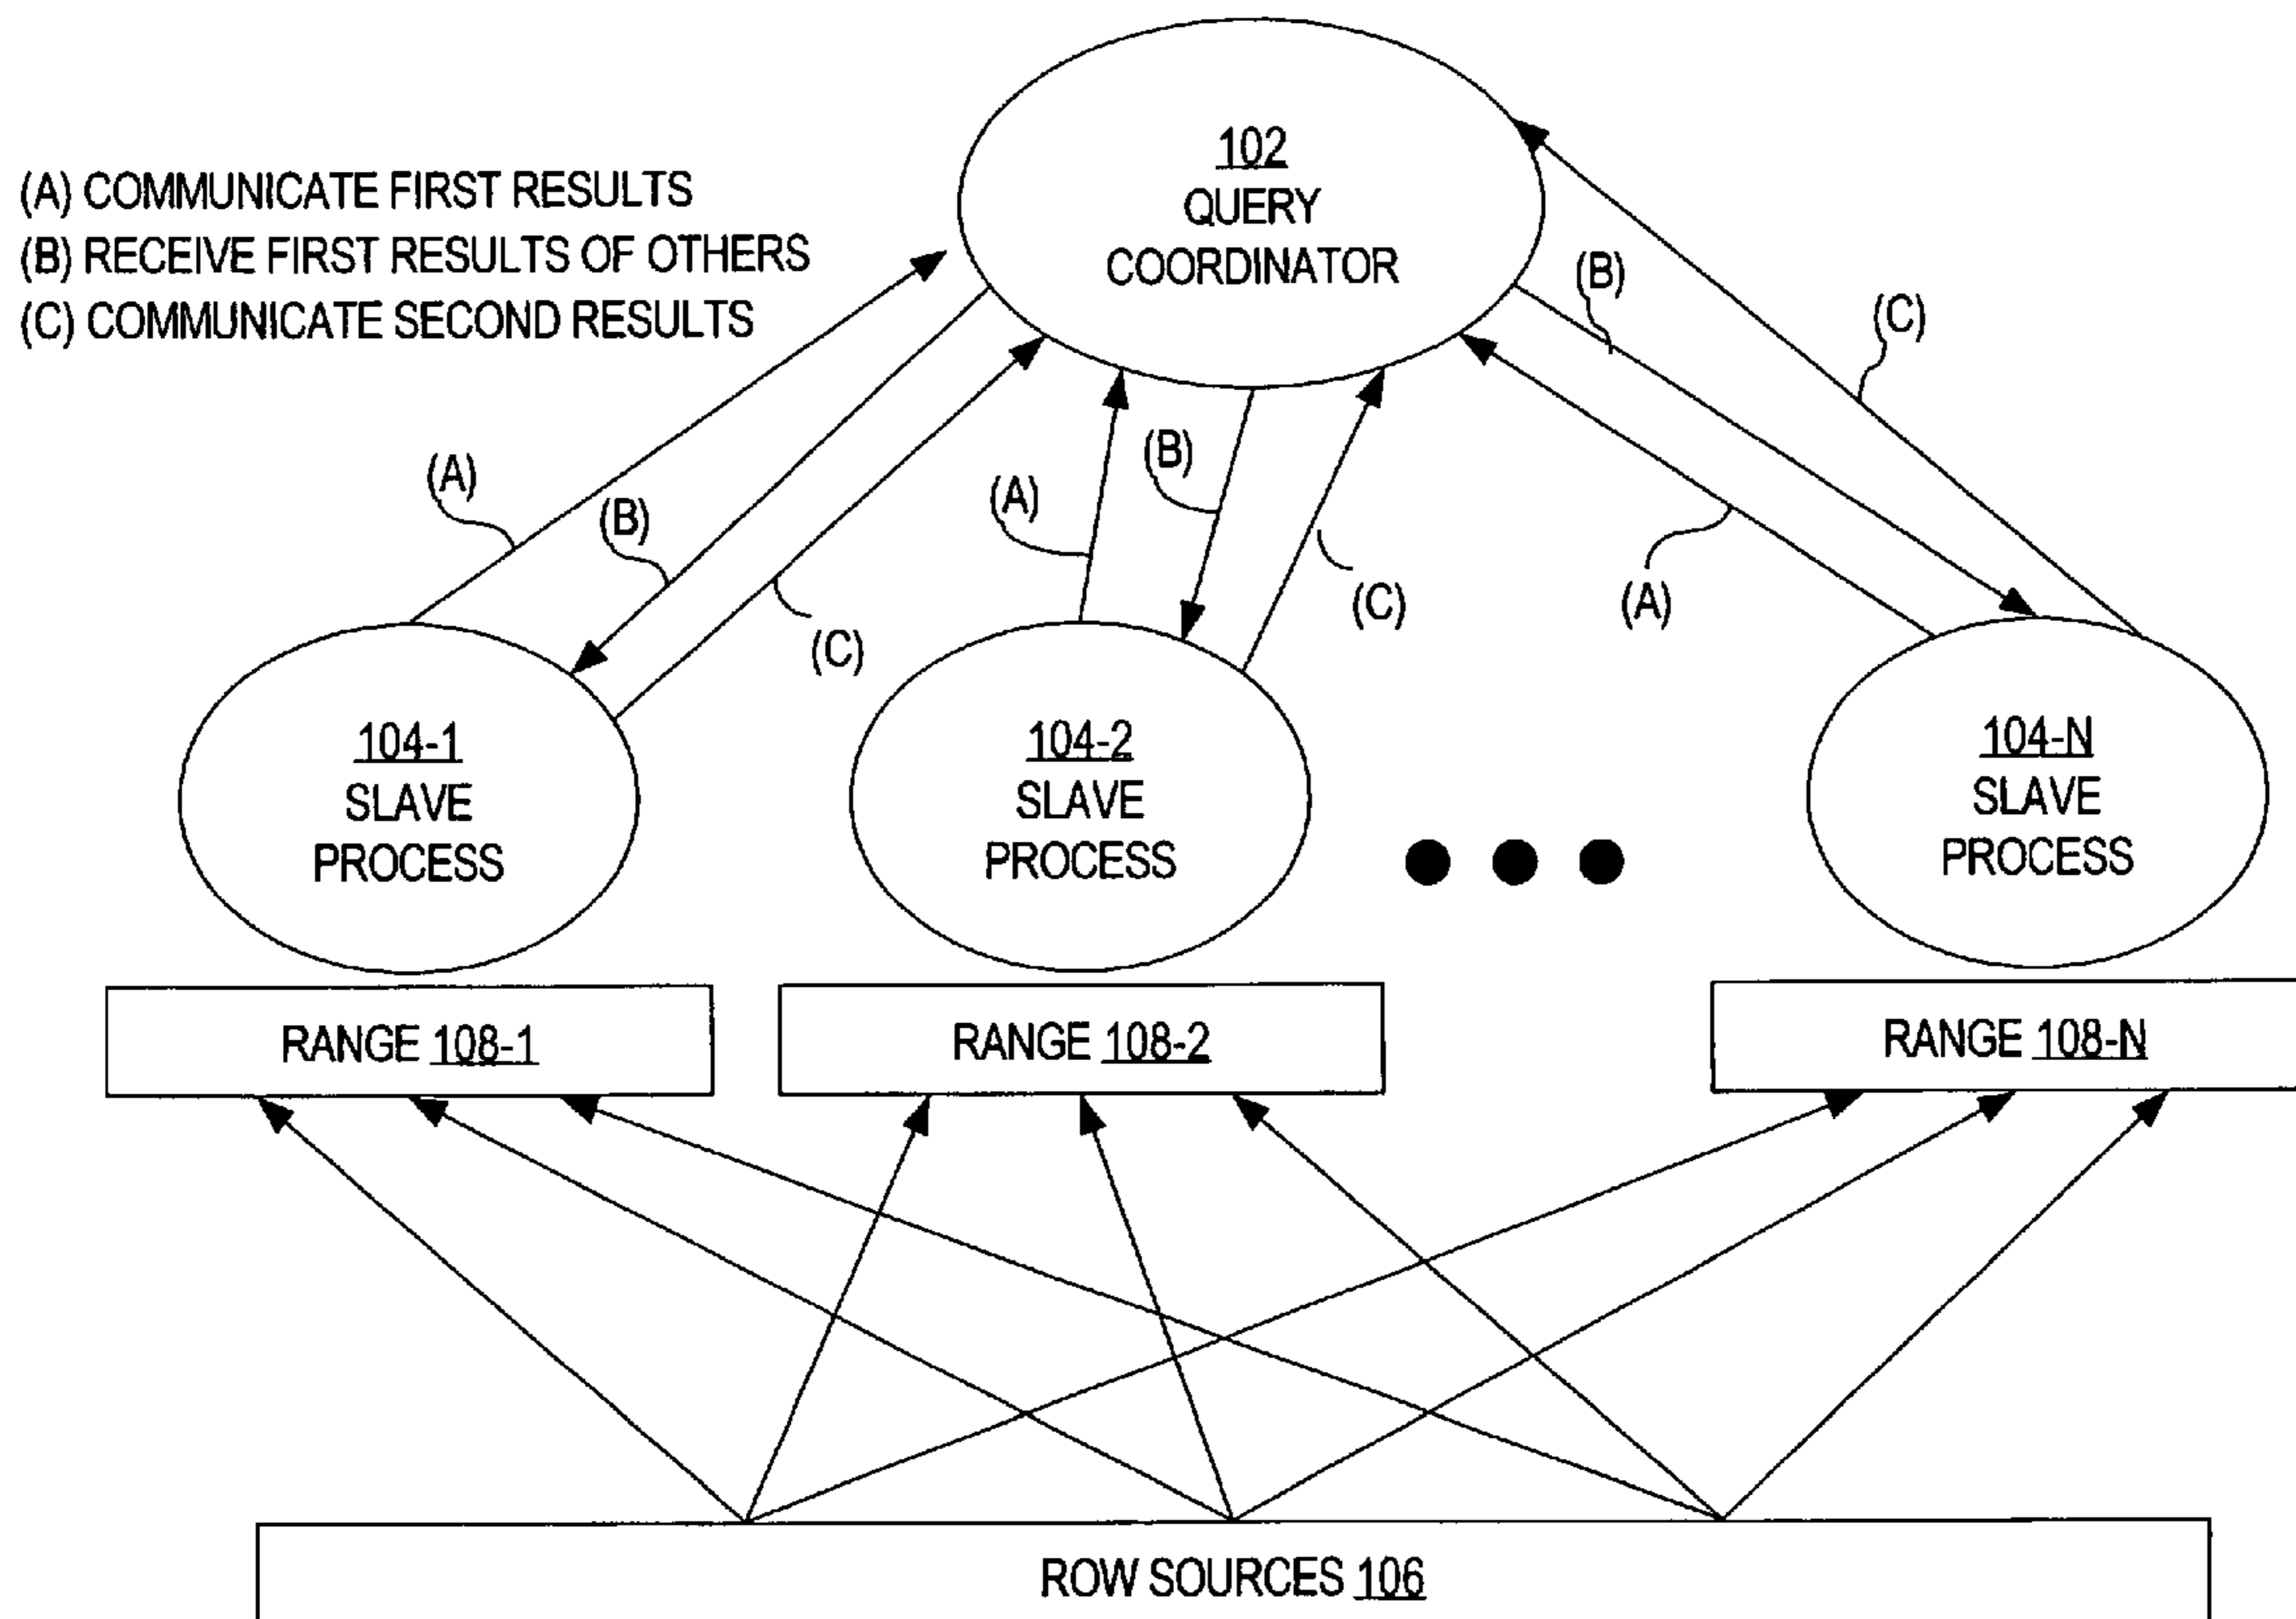 102
QUERY
COORDINATOR
(A) COMMUNICATE FIRST RESULTS
(B) RECEIVE FIRST RESULTS OF OTHERS
(C) COMMUNICATE SECOND RESULTS
(B)
(C)
(A)
(B)
(A)
(B)
(C)
(A)
(C)
104-1
SLAVE
PROCESS
104-2
SLAVE
PROCESS
104-N
SLAVE
PROCESS
RANGE 108-1
RANGE 108-2
RANGE 108-N
ROW SOURCES 106